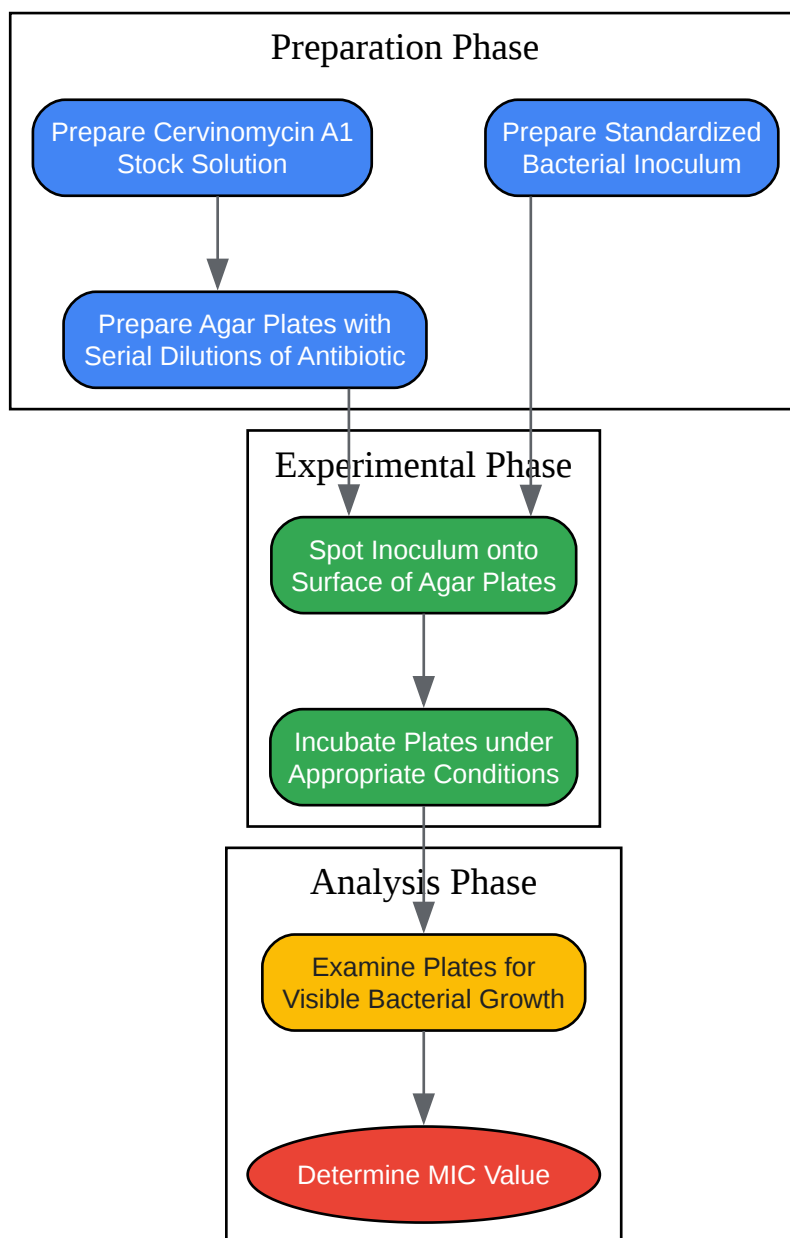 Preparation Phase
Prepare Cervinomycin A1
Stock Solution
Prepare Standardized
Bacterial Inoculum
Prepare Agar Plates with
Serial Dilutions of Antibiotic
Experimental Phase
Spot Inoculum onto
Surface of Agar Plates
Incubate Plates under
Appropriate Conditions
Analysis Phase
Examine Plates for
Visible Bacterial Growth
Determine MIC Value